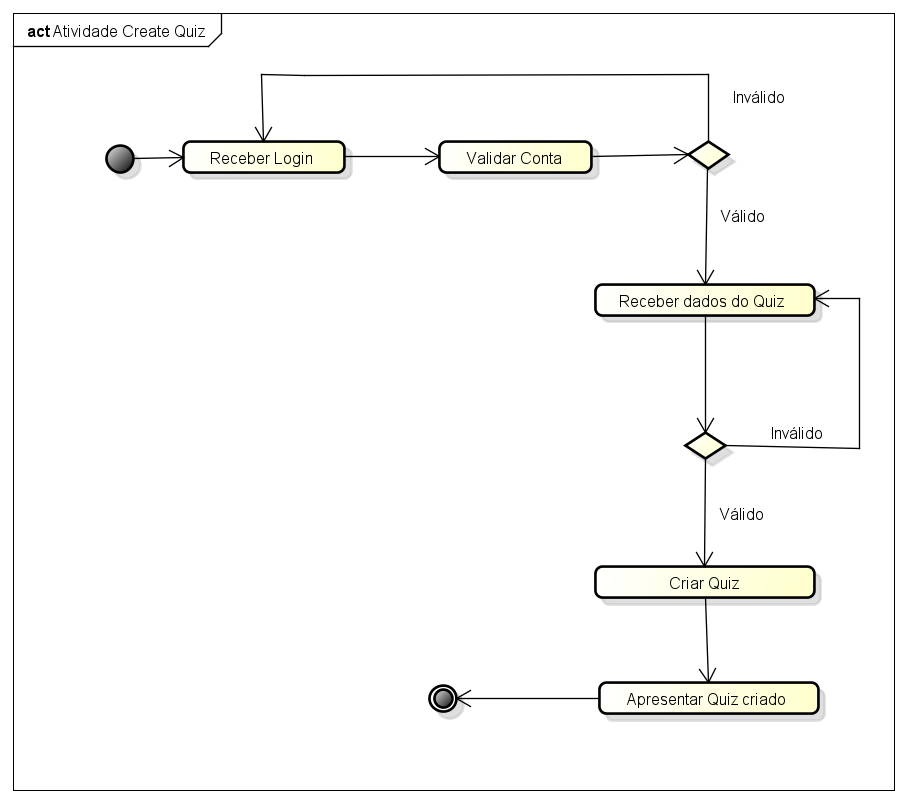 act Atividade Create Quiz
Inválido
Receber Login
Validar Conta
Válido
Receber dados do Quiz
Inválido
Válido
Criar Quiz
Apresentar Quiz criado